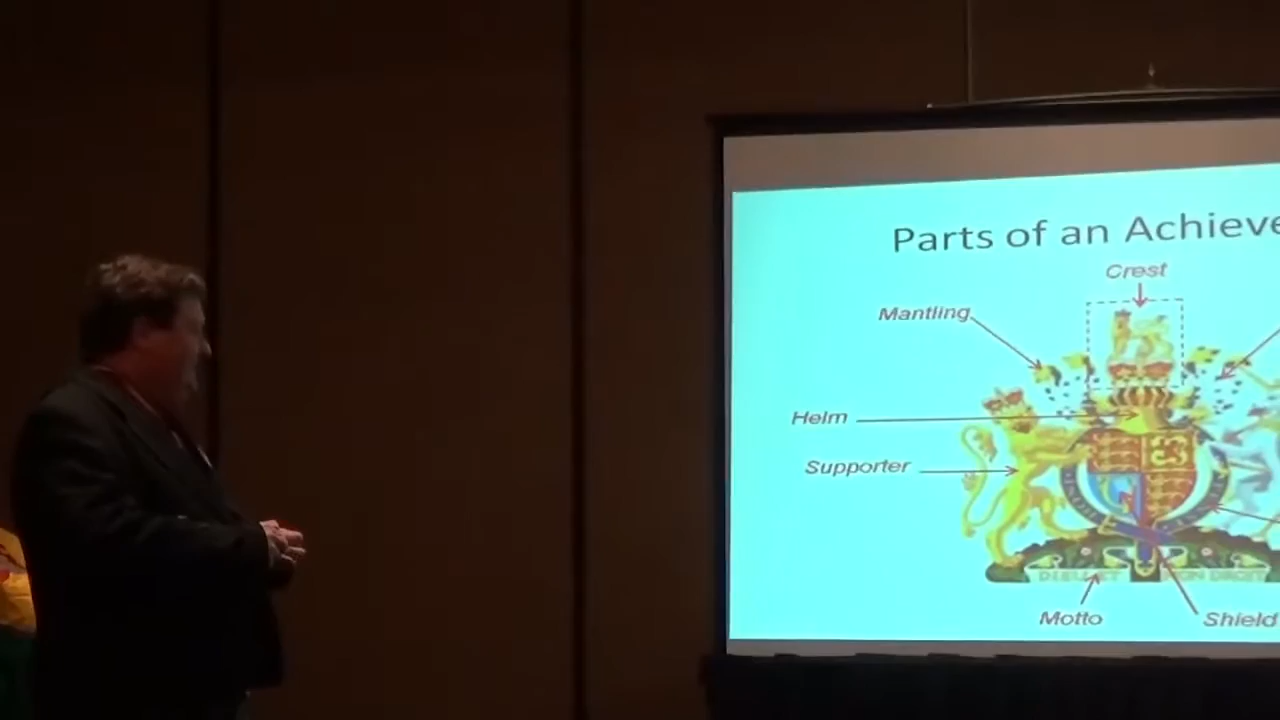 Parts of an Achieve
Crest
Mantling
Helm
Supporter
Motto
Shield